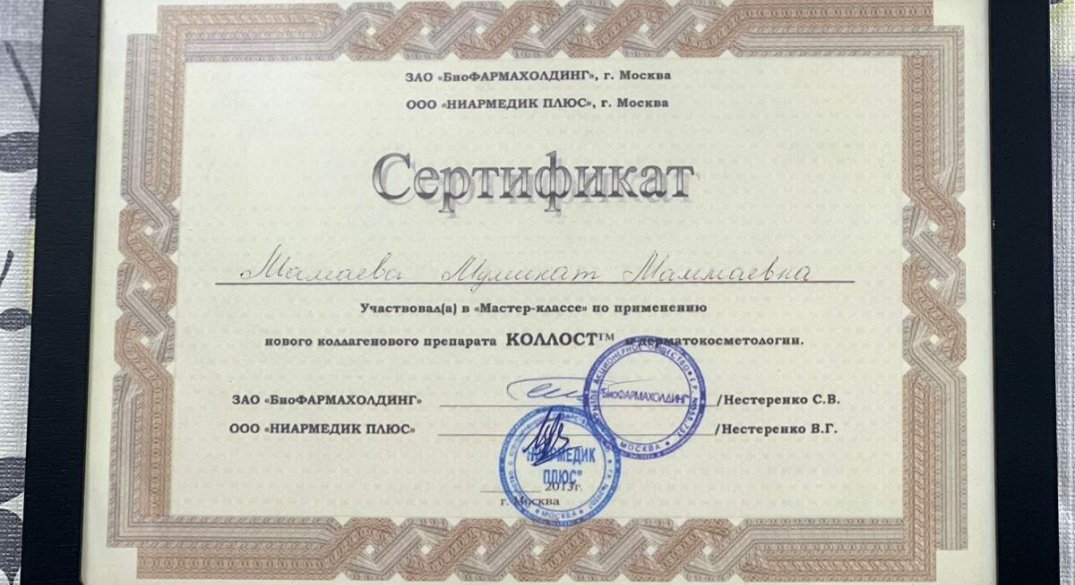 ЗАО «БиоФАРМАХОЛДИНГ», г. Москва
ООО «НИАРМЕДИК ПЛЮС», г. Москва
Сертификат
Мамаева Муминат Маммаевна
Участвовал(а) в «Мастер-классе» по применению
нового коллагенового препарата КОЛЛОСТ™ в дерматокосметологии.
ЗАО «БиоФАРМАХОЛДИНГ» /Нестеренко С.В.
БиоФАРМАХОЛДИНГ
МОСКВА
ООО «НИАРМЕДИК ПЛЮС» /Нестеренко В.Г.
"НИАРМЕДИК
ПЛЮС"
2013г.
г. Москва
МОСКВА